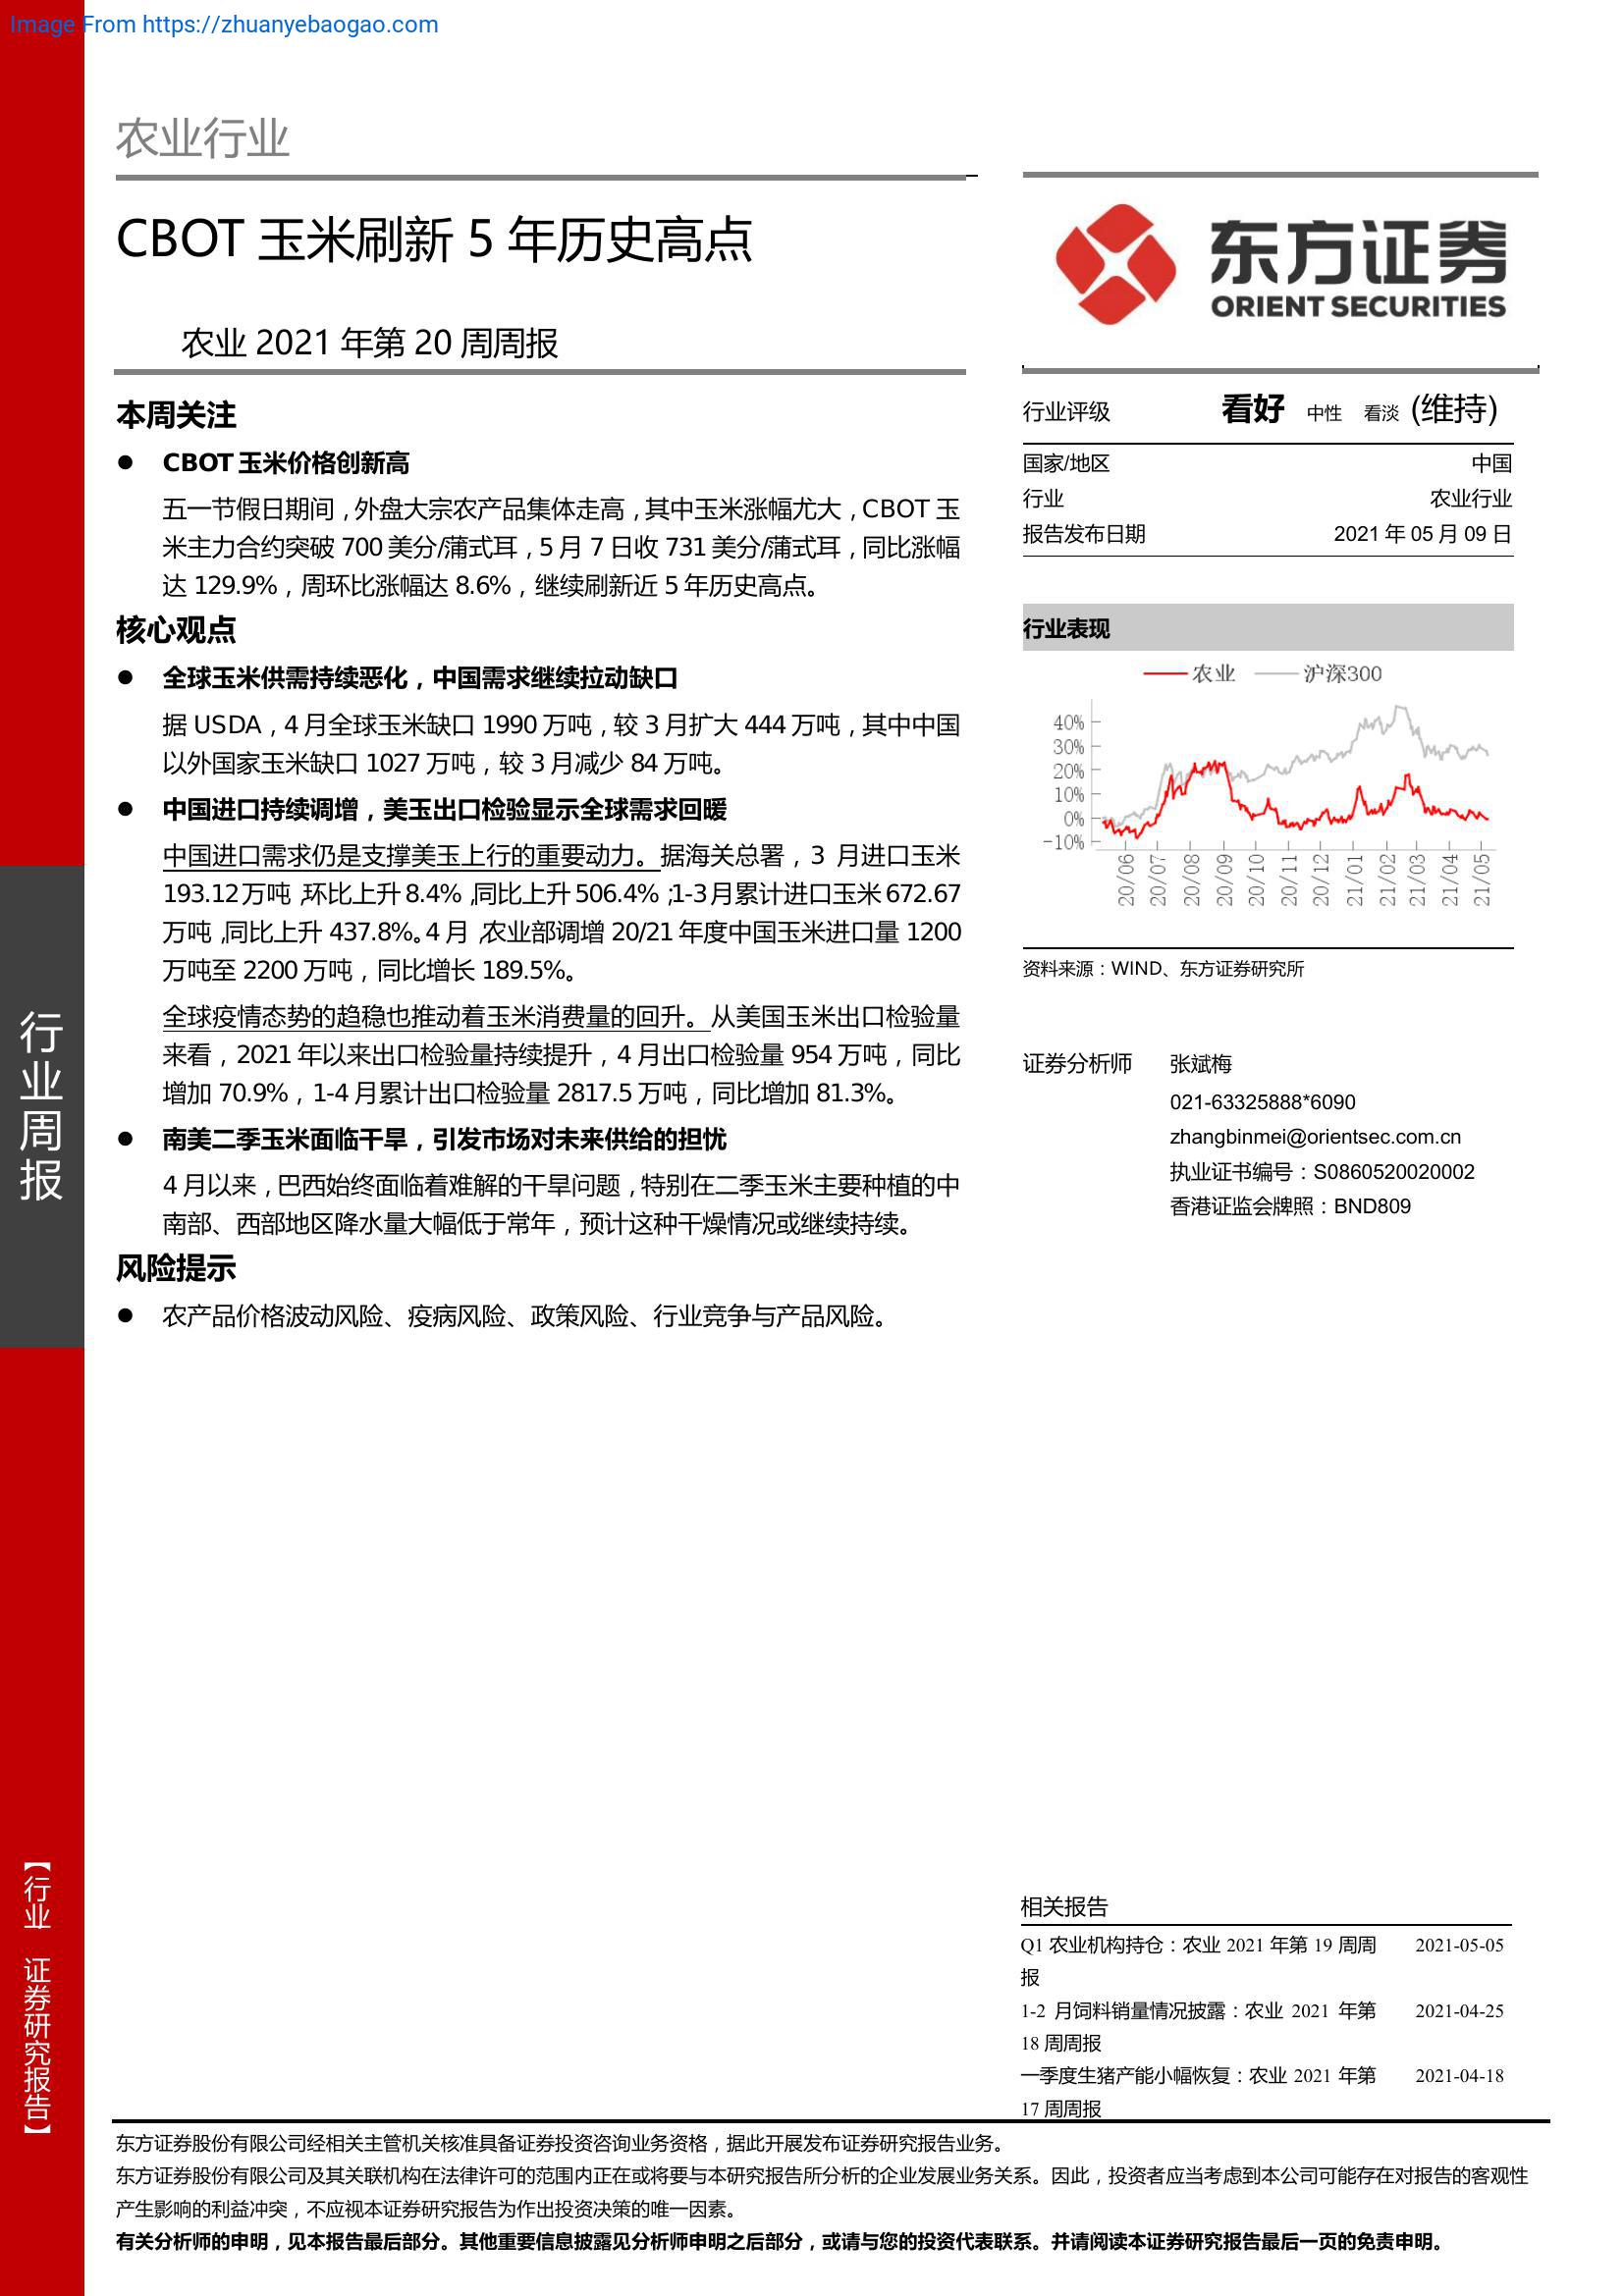 Image From https://zhuanyebaogao.com
农业行业
CBOT 玉米刷新 5 年历史高点
农业 2021 年第 20 周周报
本周关注
● CBOT 玉米价格创新高
五一节假日期间，外盘大宗农产品集体走高，其中玉米涨幅尤大，CBOT 玉
米主力合约突破 700 美分/蒲式耳，5 月 7 日收 731 美分/蒲式耳，同比涨幅
达 129.9%，周环比涨幅达 8.6%，继续刷新近 5 年历史高点。
核心观点
● 全球玉米供需持续恶化，中国需求继续拉动缺口
据 USDA，4 月全球玉米缺口 1990 万吨，较 3 月扩大 444 万吨，其中中国
以外国家玉米缺口 1027 万吨，较 3 月减少 84 万吨。
● 中国进口持续调增，美玉出口检验显示全球需求回暖
中国进口需求仍是支撑美玉上行的重要动力。据海关总署，3 月进口玉米
193.12 万吨，环比上升 8.4%，同比上升 506.4%；1-3 月累计进口玉米 672.67
万吨，同比上升 437.8%。4 月，农业部调增 20/21 年度中国玉米进口量 1200
万吨至 2200 万吨，同比增长 189.5%。
全球疫情态势的趋稳也推动着玉米消费量的回升。从美国玉米出口检验量
来看，2021 年以来出口检验量持续提升，4 月出口检验量 954 万吨，同比
增加 70.9%，1-4 月累计出口检验量 2817.5 万吨，同比增加 81.3%。
● 南美二季玉米面临干旱，引发市场对未来供给的担忧
4 月以来，巴西始终面临着难解的干旱问题，特别在二季玉米主要种植的中
南部、西部地区降水量大幅低于常年，预计这种干燥情况或继续持续。
风险提示
● 农产品价格波动风险、疫病风险、政策风险、行业竞争与产品风险。
东方证券
ORIENT SECURITIES
行业评级 看好 中性 看淡 (维持)
国家/地区 中国
行业 农业行业
报告发布日期 2021 年 05 月 09 日
行业表现
农业 沪深300
40%
30%
20%
10%
0%
-10%
20/06 20/07 20/08 20/09 20/10 20/11 20/12 21/01 21/02 21/03 21/04 21/05
资料来源：WIND、东方证券研究所
证券分析师 张斌梅
021-63325888*6090
zhangbinmei@orientsec.com.cn
执业证书编号：S0860520020002
香港证监会牌照：BND809
相关报告
Q1 农业机构持仓：农业 2021 年第 19 周周 2021-05-05
报
1-2 月饲料销量情况披露：农业 2021 年第 2021-04-25
18 周周报
一季度生猪产能小幅恢复：农业 2021 年第 2021-04-18
17 周周报
行业周报
【行业 证券研究报告】
东方证券股份有限公司经相关主管机关核准具备证券投资咨询业务资格，据此开展发布证券研究报告业务。
东方证券股份有限公司及其关联机构在法律许可的范围内正在或将要与本研究报告所分析的企业发展业务关系。因此，投资者应当考虑到本公司可能存在对报告的客观性
产生影响的利益冲突，不应视本证券研究报告为作出投资决策的唯一因素。
有关分析师的申明，见本报告最后部分。其他重要信息披露见分析师申明之后部分，或请与您的投资代表联系。并请阅读本证券研究报告最后一页的免责申明。